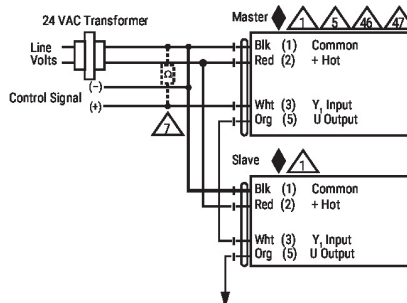 24 VAC Transformer
Line
Volts
Control Signal
(–)
(+)
Ω
7
Master 1 5 46 47
Blk (1) Common
Red (2) + Hot
Wht (3) Y1 Input
Org (5) U Output
Slave 1
Blk (1) Common
Red (2) + Hot
Wht (3) Y1 Input
Org (5) U Output